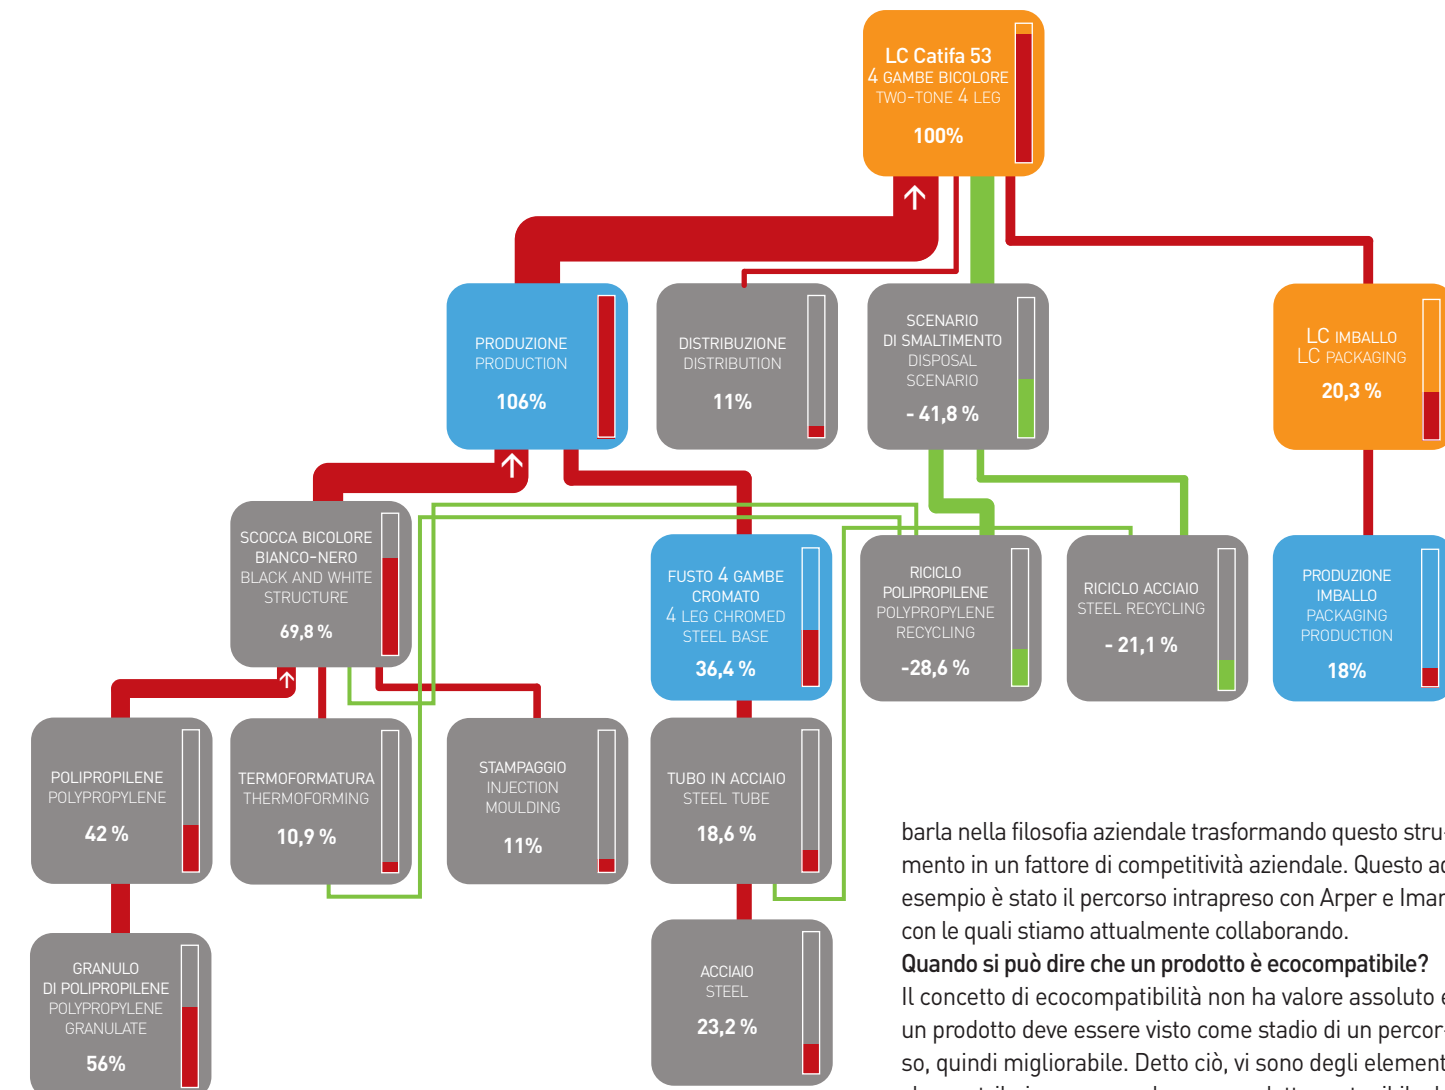 LC Catifa 53
4 GAMBE BICOLORE
TWO-TONE 4 LEG
100%
PRODUZIONE
PRODUCTION
106%
DISTRIBUZIONE
DISTRIBUTION
11%
SCENARIO
DI SMALTIMENTO
DISPOSAL
SCENARIO
- 41,8 %
LC IMBALLO
LC PACKAGING
20,3 %
SCOCCA BICOLORE
BIANCO-NERO
BLACK AND WHITE
STRUCTURE
69,8 %
FUSTO 4 GAMBE
CROMATO
4 LEG CHROMED
STEEL BASE
36,4 %
RICICLO
POLIPROPILENE
POLYPROPYLENE
RECYCLING
-28,6 %
RICICLO ACCIAIO
STEEL RECYCLING
- 21,1 %
PRODUZIONE
IMBALLO
PACKAGING
PRODUCTION
18%
POLIPROPILENE
POLYPROPYLENE
42 %
TERMOFORMATURA
THERMOFORMING
10,9 %
STAMPAGGIO
INJECTION
MOULDING
11%
TUBO IN ACCIAIO
STEEL TUBE
18,6 %
GRANULO
DI POLIPROPILENE
POLYPROPYLENE
GRANULATE
56%
ACCIAIO
STEEL
23,2 %
barla nella filosofia aziendale trasformando questo stru-
mento in un fattore di competitività aziendale. Questo ad
esempio è stato il percorso intrapreso con Arper e Imar
con le quali stiamo attualmente collaborando.
Quando si può dire che un prodotto è ecocompatibile?
Il concetto di ecocompatibilità non ha valore assoluto e
un prodotto deve essere visto come stadio di un percor-
so, quindi migliorabile. Detto ciò, vi sono degli element